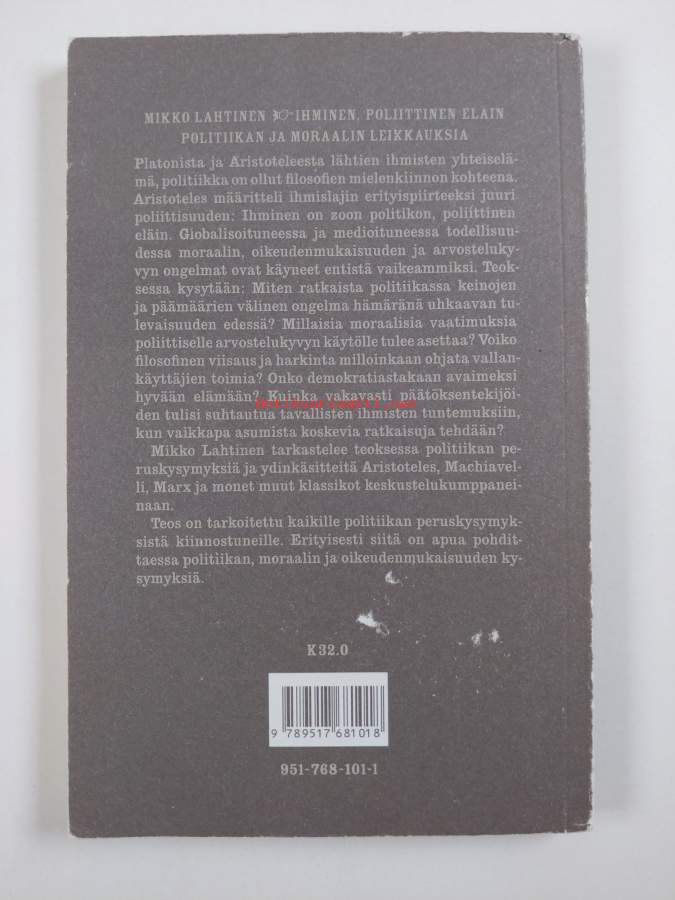 MIKKO LAHTINEN IHMINEN, POLIITTINEN ELÄIN
POLITIIKAN JA MORAALIN LEIKKAUKSIA
Platonista ja Aristoteleesta lähtien ihmisten yhteiselä-
mä, politiikka on ollut filosofien mielenkiinnon kohteena.
Aristoteles määritteli ihmislajin erityispiirteeksi juuri
poliittisuuden: Ihminen on zoon politikon, poliittinen
eläin. Globalisoituneessa ja medioituneessa todellisuu-
dessa moraalin, oikeudenmukaisuuden ja arvosteluky-
vyn ongelmat ovat käyneet entistä vaikeammiksi. Teok-
sessa kysytään: Miten ratkaista politiikassa keinojen
ja päämäärien välinen ongelma hämäränä uhkaavan tu-
levaisuuden edessä? Millaisia moraalisia vaatimuksia
poliittiselle arvostelukyvyn käytölle tulee asettaa? Voiko
filosofinen viisaus ja harkinta milloinkaan ohjata vallan-
käyttäjien toimia? Onko demokratiastakaan avaimeksi
hyvään elämään? Kuinka vakavasti päätöksentekijöi-
den tulisi suhtautua tavallisten ihmisten tuntemuksiin,
kun vaikkapa asumista koskevia ratkaisuja tehdään?
Mikko Lahtinen tarkastelee teoksessa politiikan pe-
ruskysymyksiä ja ydinkäsitteitä Aristoteles, Machiavel-
li, Marx ja monet muut klassikot keskustelukumppanei-
naan.
Teos on tarkoitettu kaikille politiikan peruskysymyk-
sistä kiinnostuneille. Erityisesti siitä on apua pohdit-
taessa politiikan, moraalin ja oikeudenmukaisuuden ky-
symyksiä.
K32.0
9 789517 681018
951-768-101-1